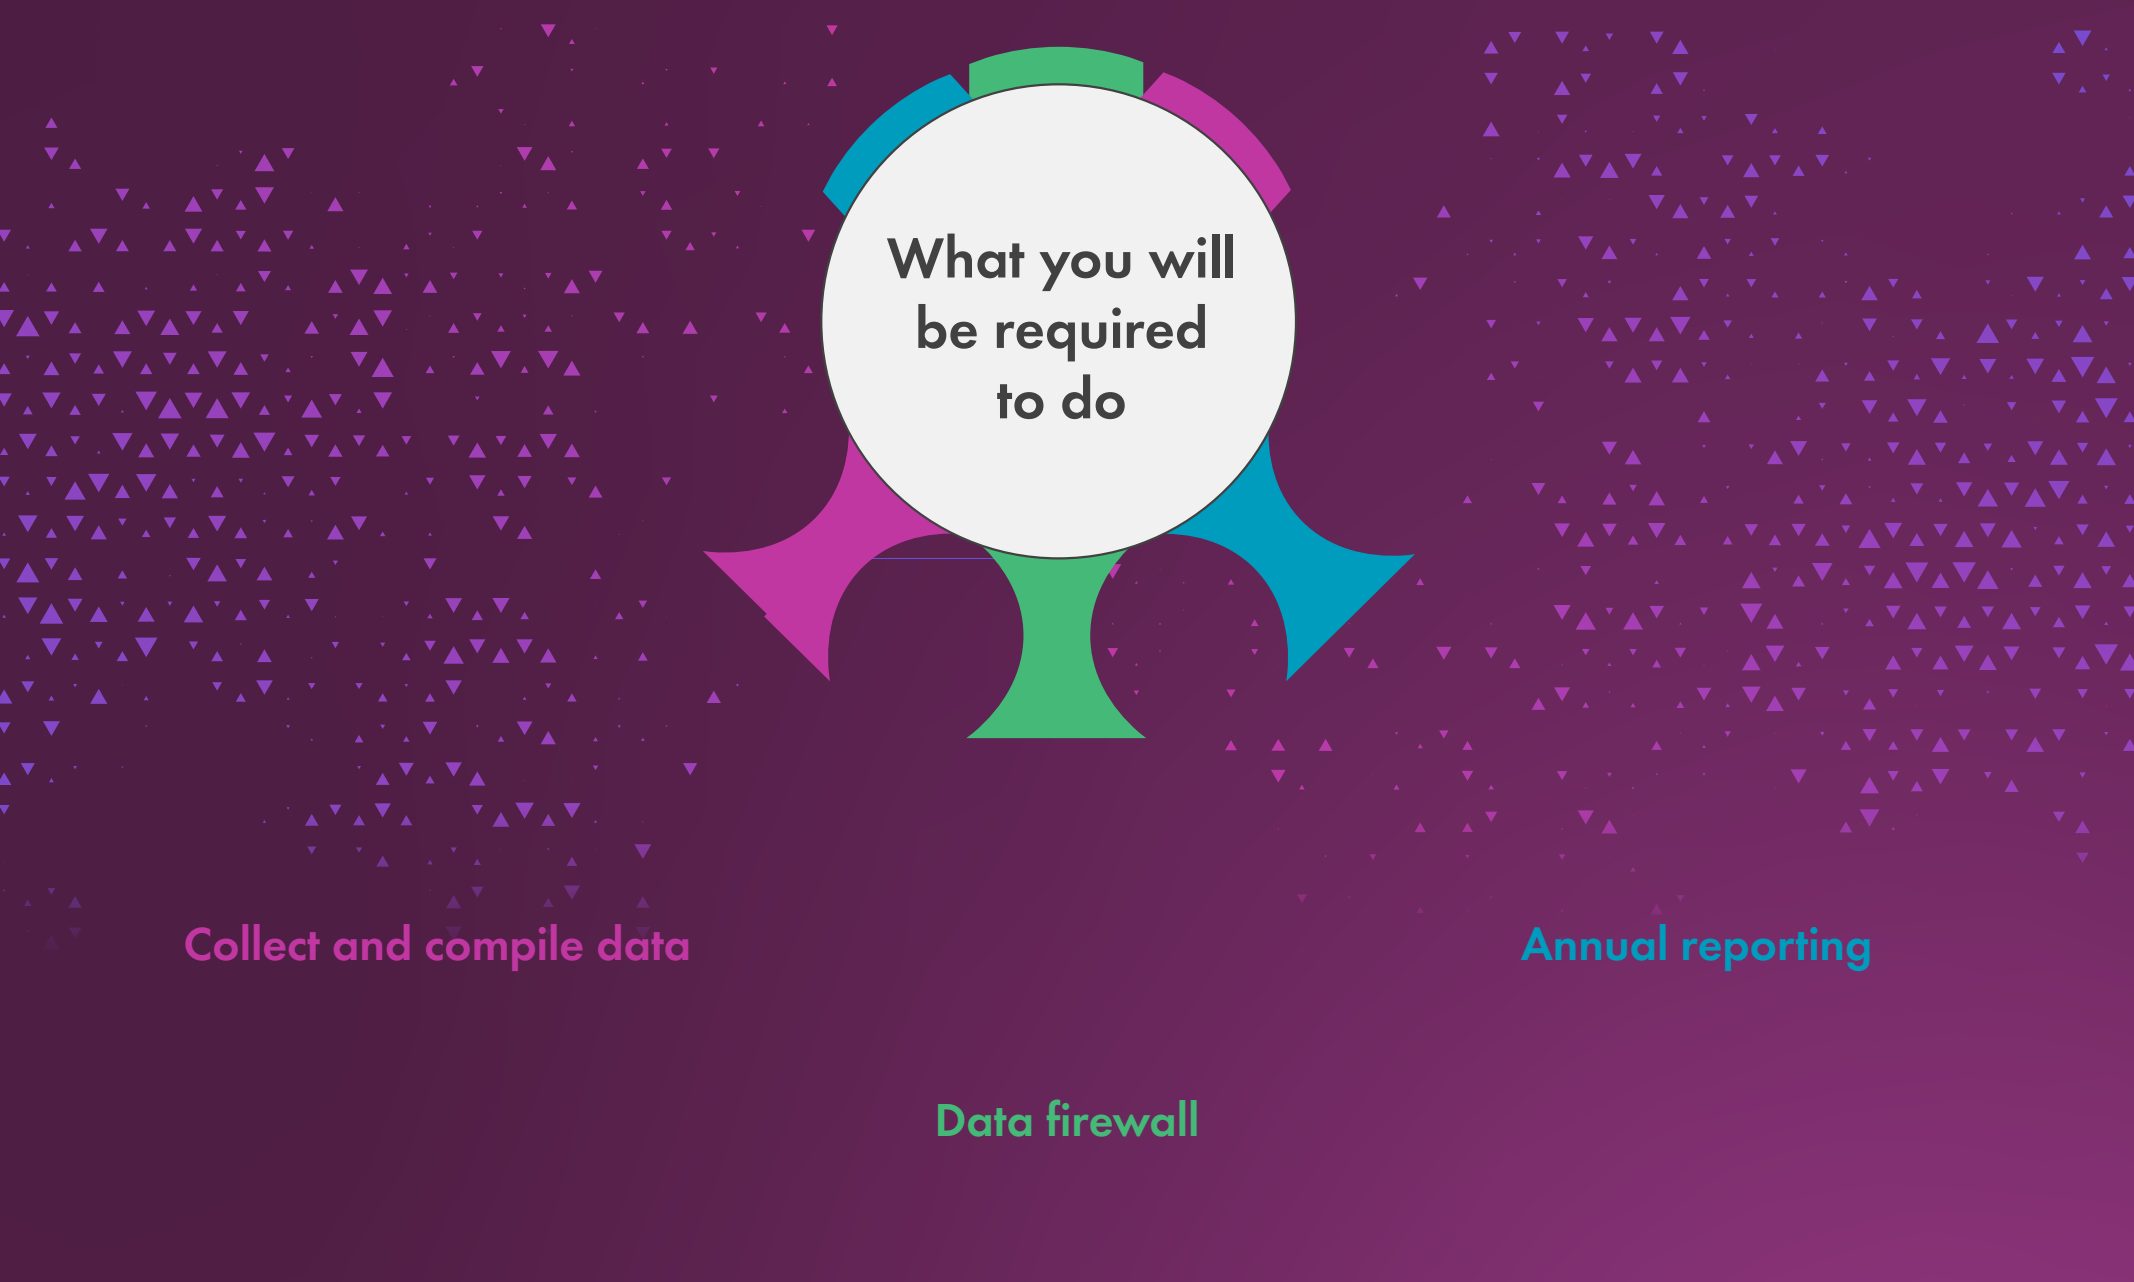 What you will
be required
to do
Collect and compile data
Annual reporting
Data firewall